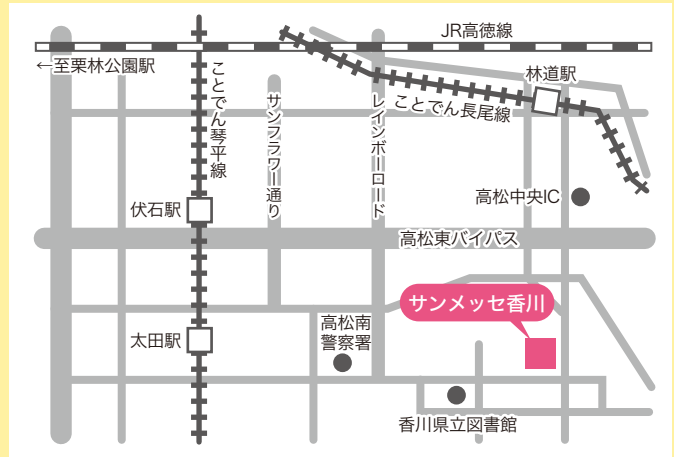 JR高徳線
←至栗林公園駅
林道駅
ことでん琴平線
サンフラワー通り
レインボーロード
ことでん長尾線
高松中央IC
伏石駅
高松東バイパス
サンメッセ香川
高松南
警察署
太田駅
香川県立図書館